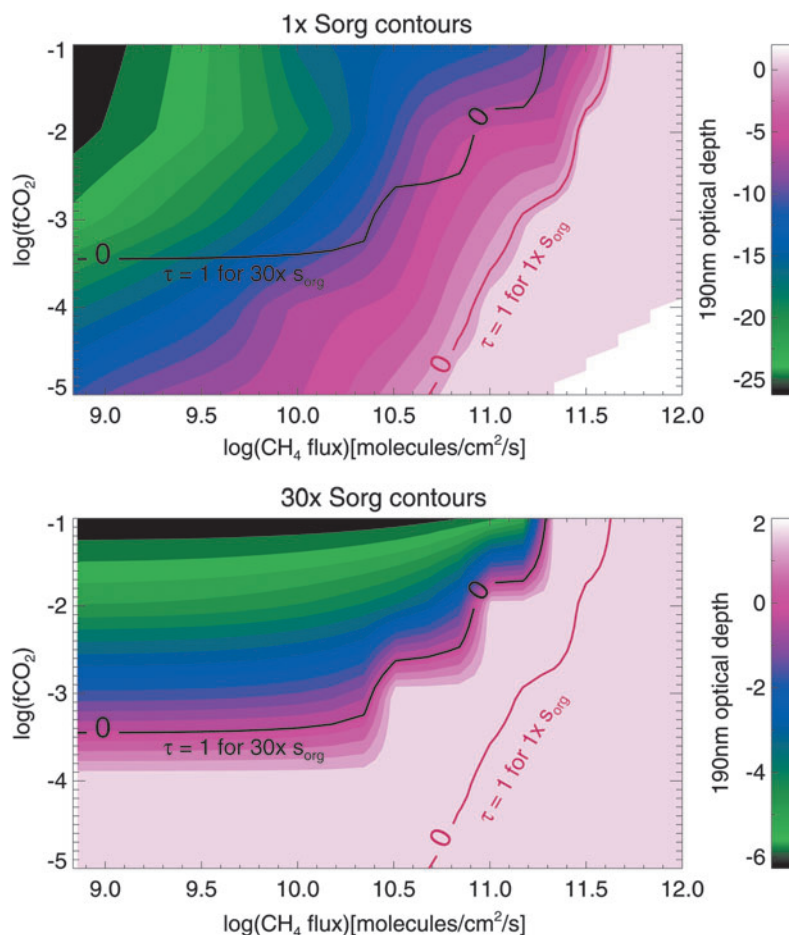 1x Sorg contours
-1
-2
-3
-4
-5
log(fCO₂)
0
0
τ = 1 for 30x s_org
0
τ = 1 for 1x s_org
9.0 9.5 10.0 10.5 11.0 11.5 12.0
log(CH₄ flux)[molecules/cm²/s]
0
-5
-10
-15
-20
-25
190nm optical depth
30x Sorg contours
-1
-2
-3
-4
-5
log(fCO₂)
0
0
τ = 1 for 30x s_org
0
τ = 1 for 1x s_org
9.0 9.5 10.0 10.5 11.0 11.5 12.0
log(CH₄ flux)[molecules/cm²/s]
2
0
-2
-4
-6
190nm optical depth